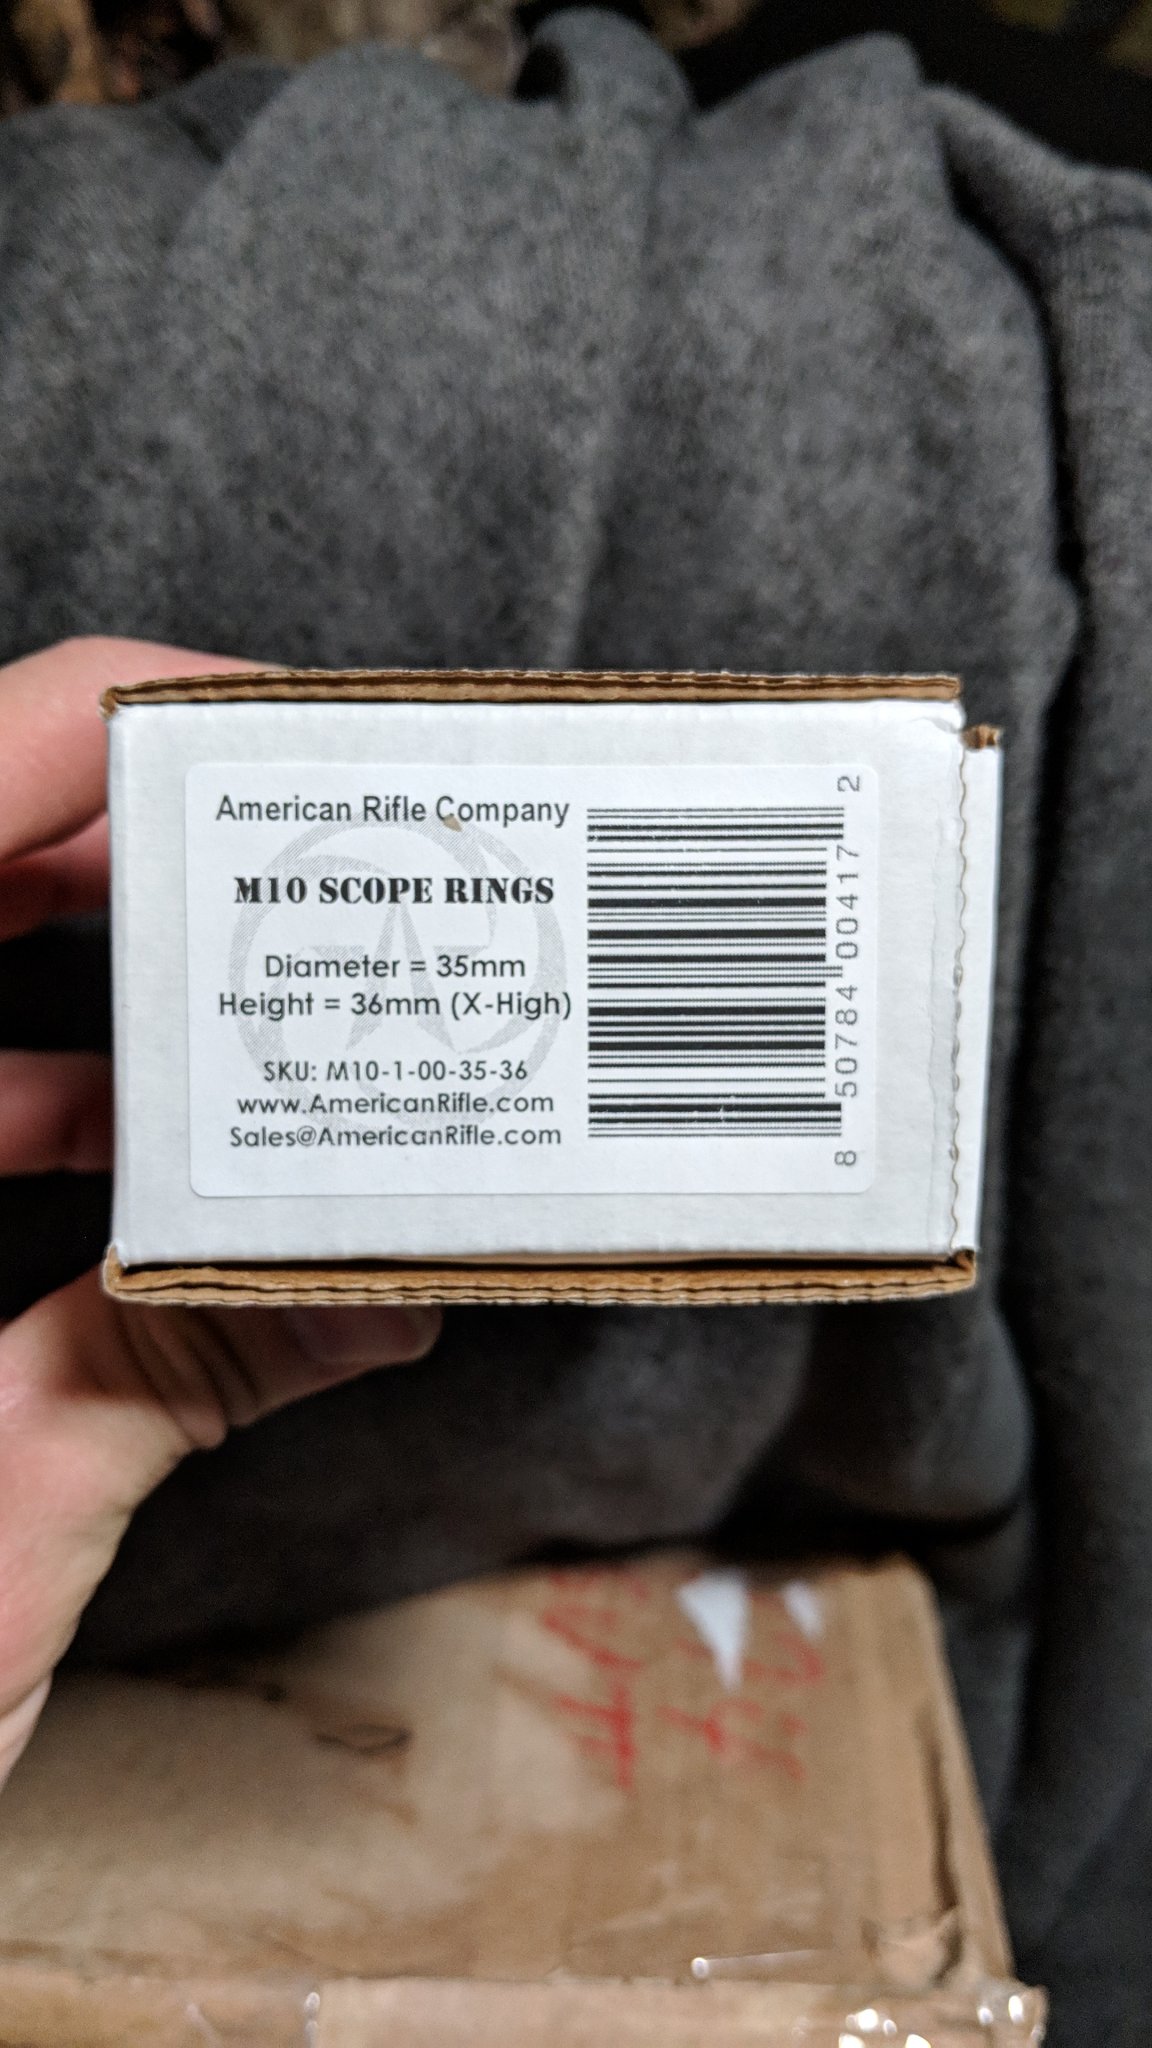 American Rifle Company
M10 SCOPE RINGS
Diameter = 35mm
Height = 36mm (X-High)
SKU: M10-1-00-35-36
www.AmericanRifle.com
Sales@AmericanRifle.com
8 50784 00417 2